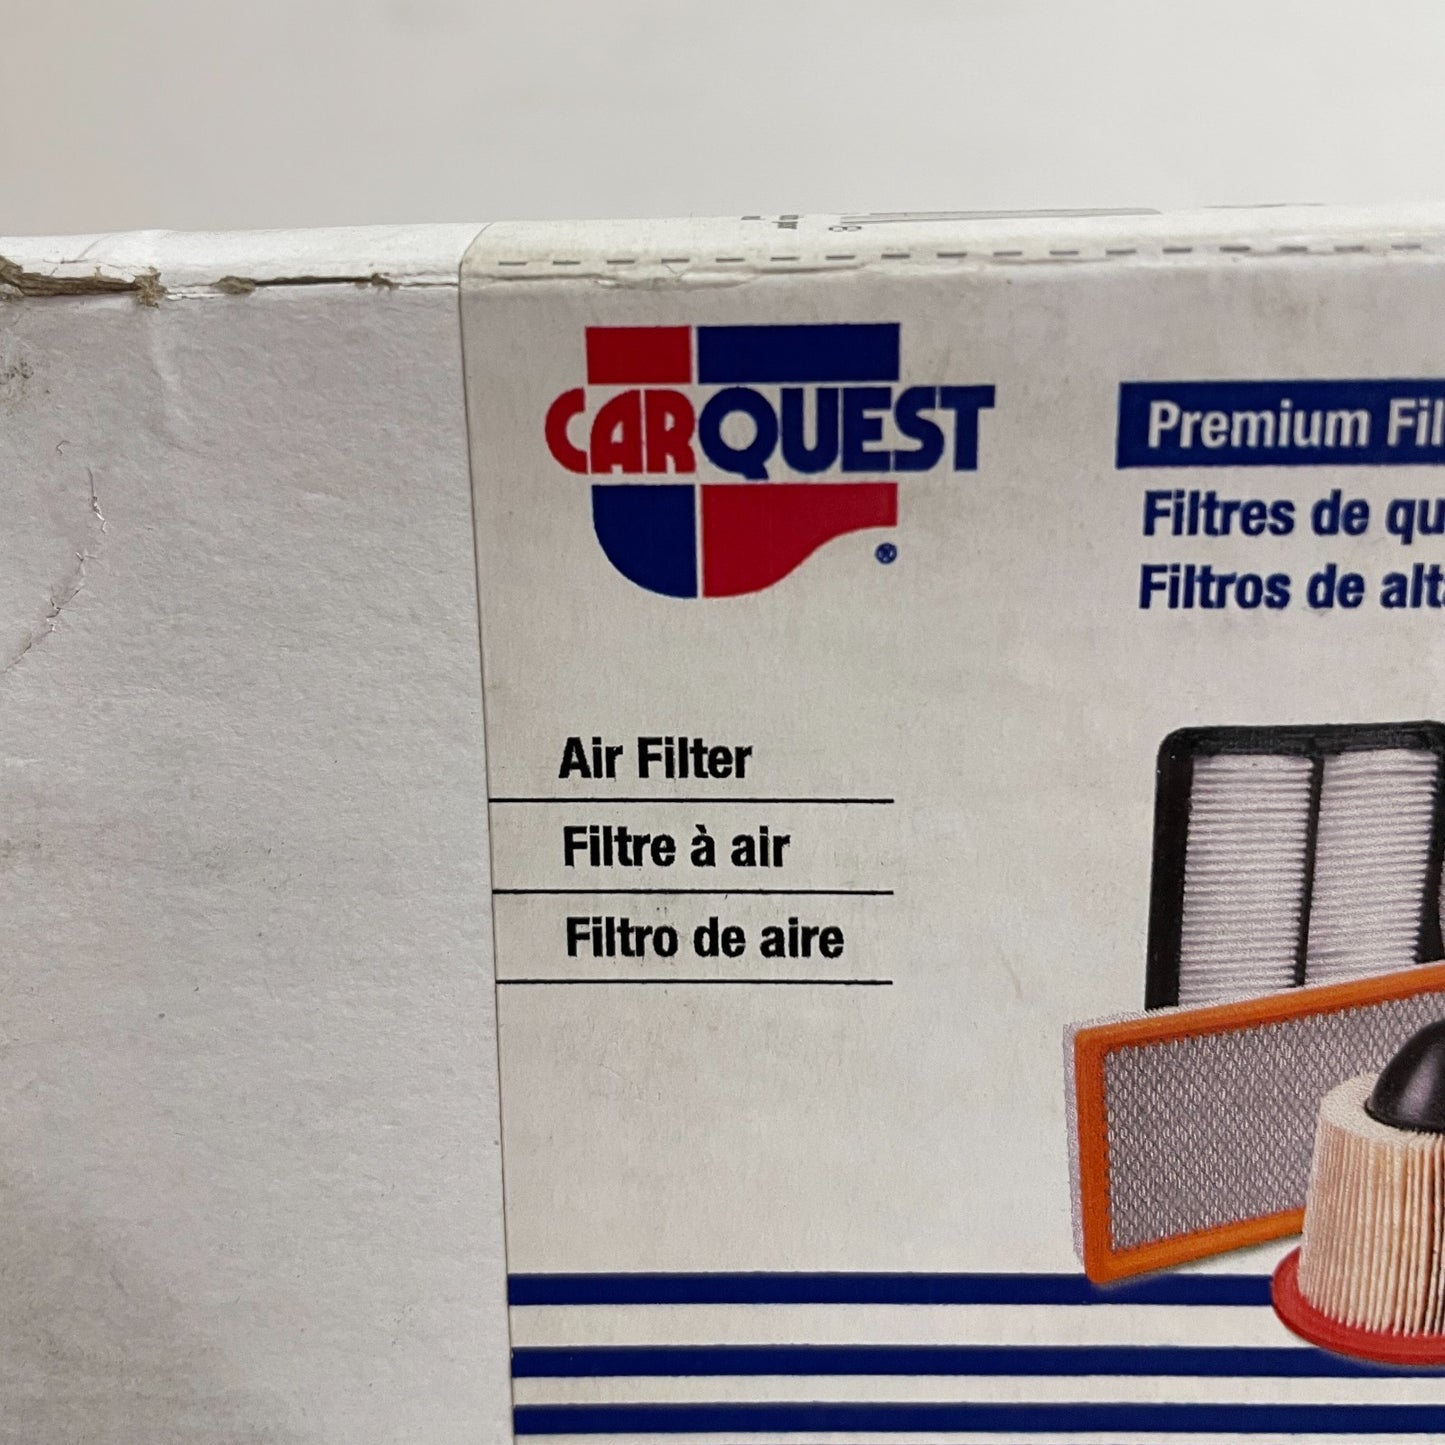 CARQUEST
®
Premium Fil
Filtres de qu
Filtros de alt
Air Filter
Filtre à air
Filtro de aire